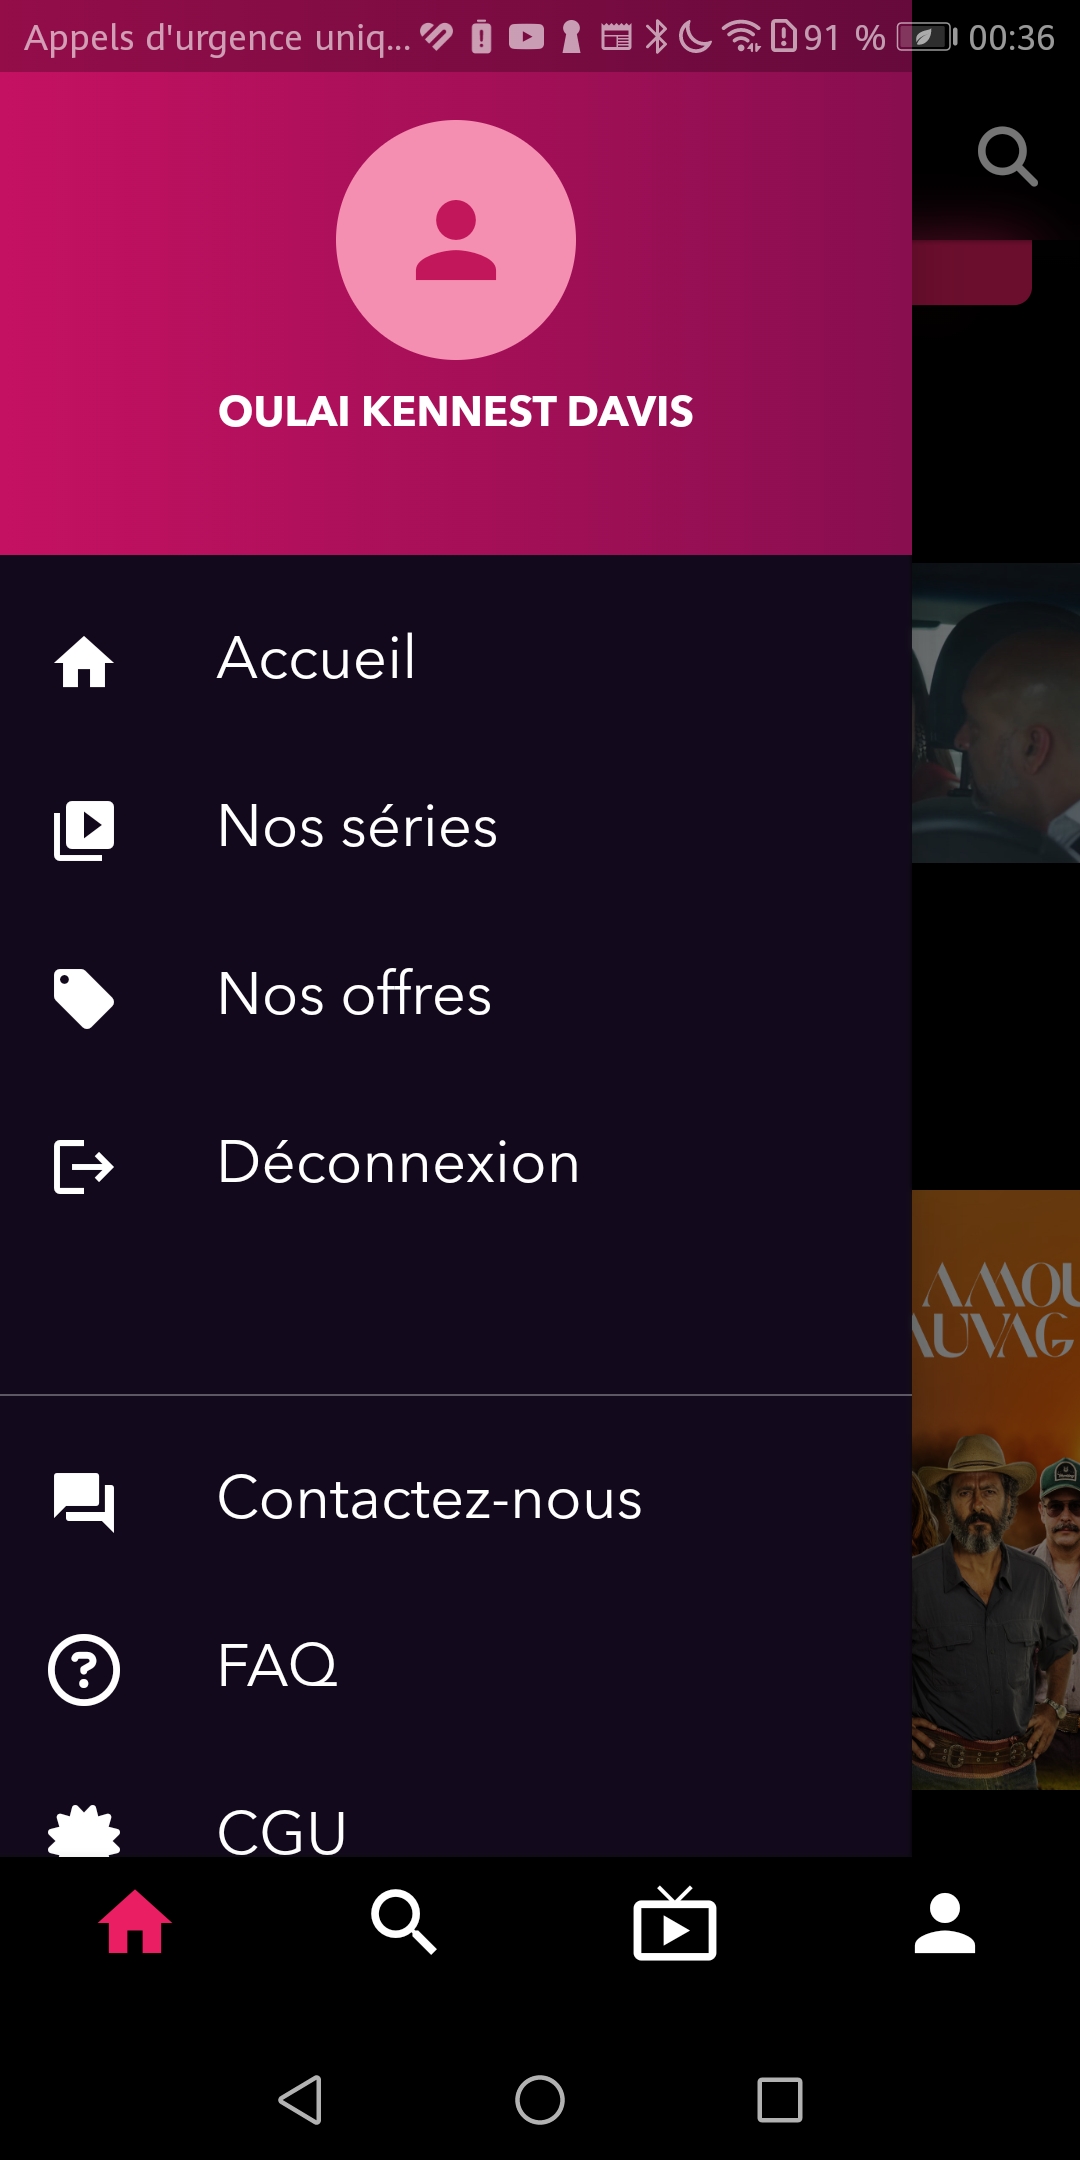 Appels d'urgence uniq... 91 % 00:36
OULAI KENNEST DAVIS
Accueil
Nos séries
Nos offres
Déconnexion
AMOU
AUVAG
Contactez-nous
FAQ
CGU